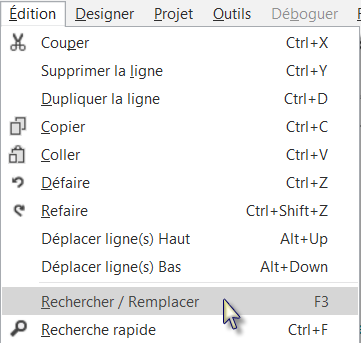 Édition Designer Projet Outils Déboguer
Couper Ctrl+X
Supprimer la ligne Ctrl+Y
Dupliquer la ligne Ctrl+D
Copier Ctrl+C
Coller Ctrl+V
Défaire Ctrl+Z
Refaire Ctrl+Shift+Z
Déplacer ligne(s) Haut Alt+Up
Déplacer ligne(s) Bas Alt+Down
Rechercher / Remplacer F3
Recherche rapide Ctrl+F